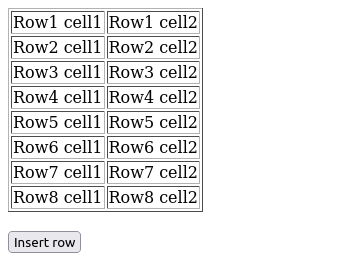 Row1 cell1 Row1 cell2
Row2 cell1 Row2 cell2
Row3 cell1 Row3 cell2
Row4 cell1 Row4 cell2
Row5 cell1 Row5 cell2
Row6 cell1 Row6 cell2
Row7 cell1 Row7 cell2
Row8 cell1 Row8 cell2
Insert row